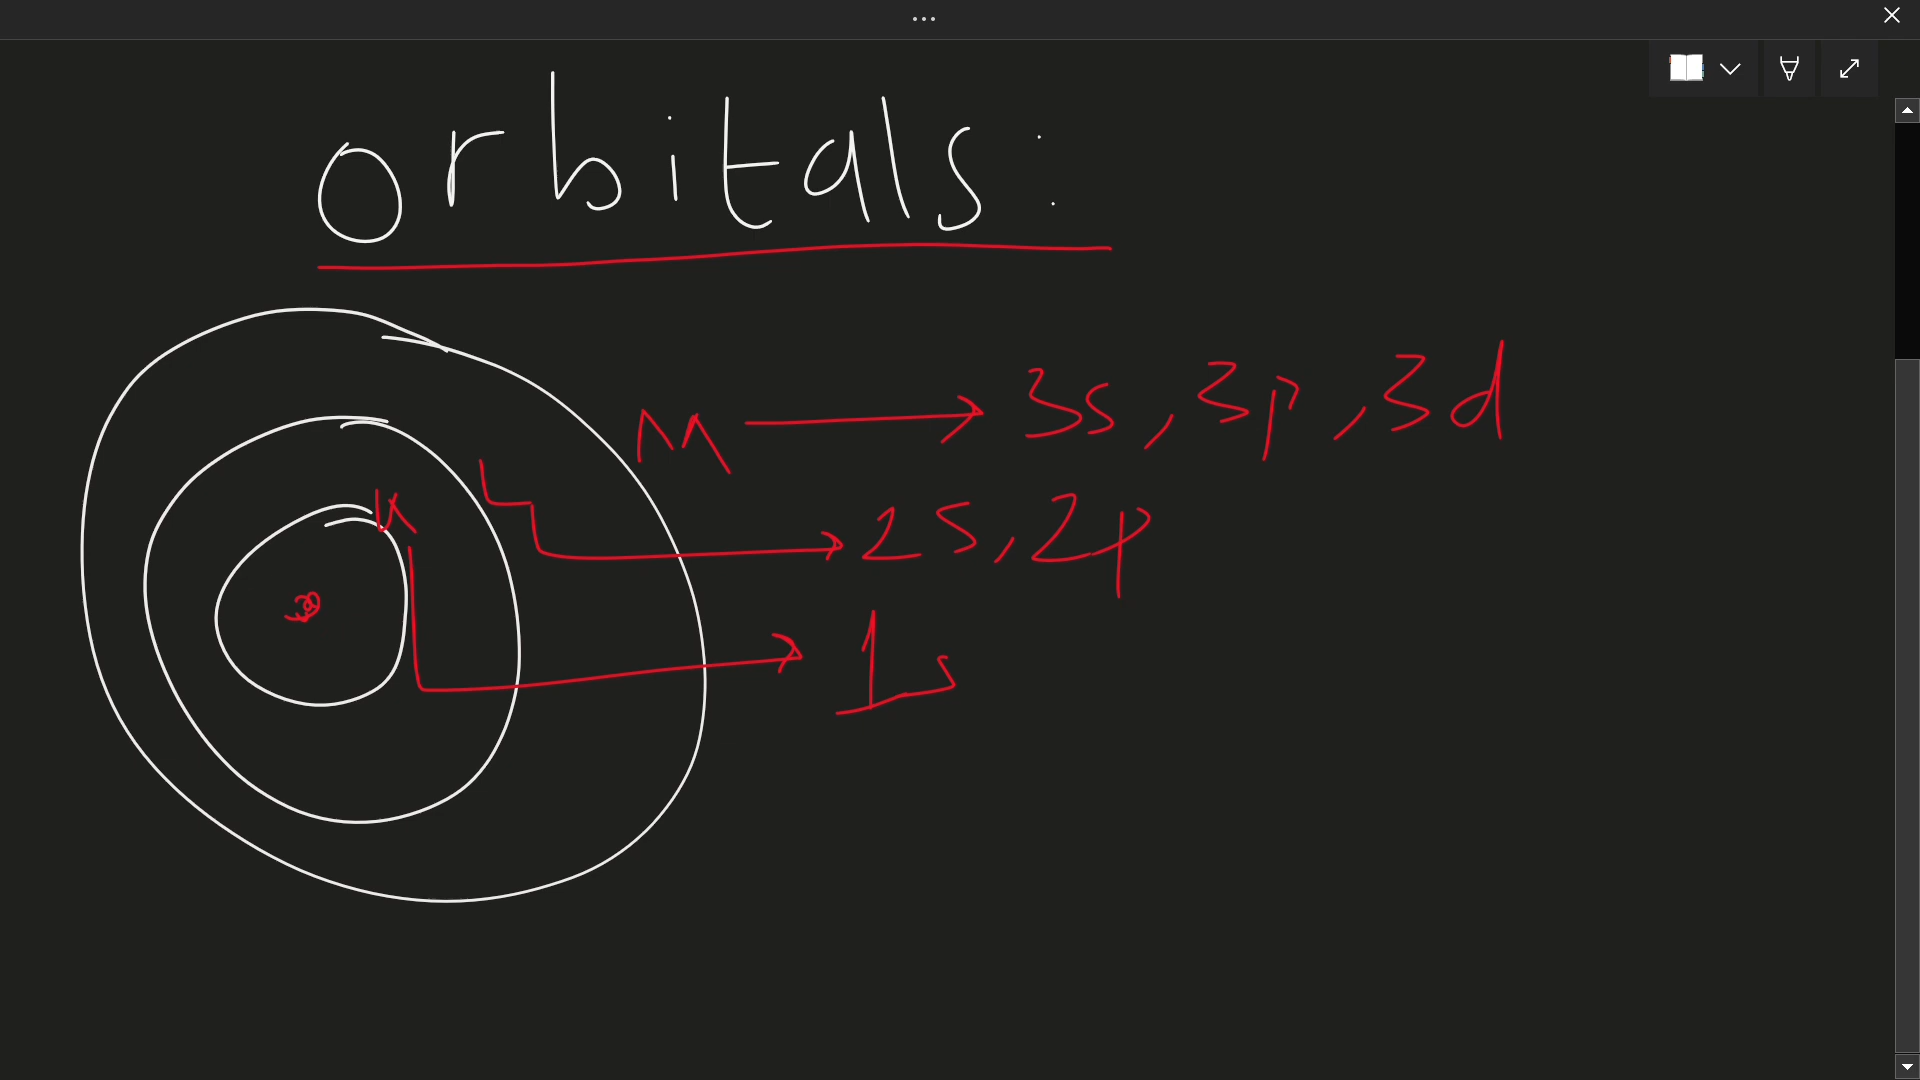 orbitals:
M → 3s, 3p, 3d
L → 2s, 2p
K → 1s